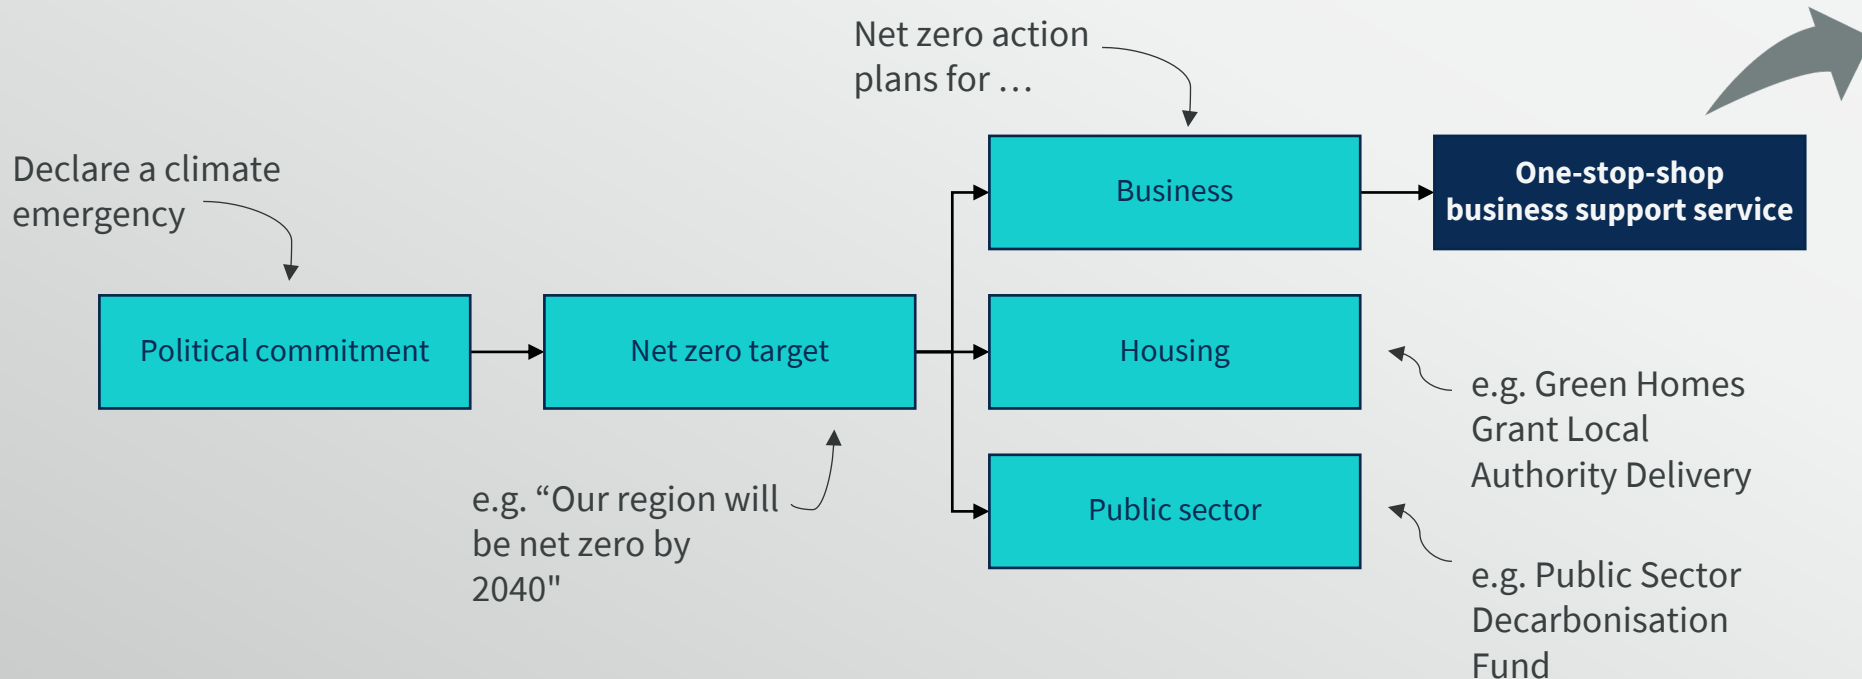 Net zero action
plans for …
Declare a climate
emergency
Business
One-stop-shop
business support service
Political commitment
Net zero target
Housing
e.g. Green Homes
Grant Local
Authority Delivery
e.g. “Our region will
be net zero by
2040"
Public sector
e.g. Public Sector
Decarbonisation
Fund